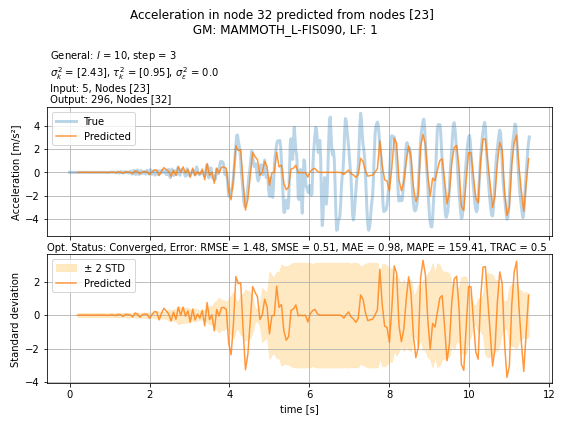 Acceleration in node 32 predicted from nodes [23]
GM: MAMMOTH_L-FIS090, LF: 1
General: l = 10, step = 3
σ²ₖ = [2.43], τ²ₖ = [0.95], σ²ε = 0.0
Input: 5, Nodes [23]
Output: 296, Nodes [32]
True
Predicted
Acceleration [m/s²]
4
2
0
−2
−4
Opt. Status: Converged, Error: RMSE = 1.48, SMSE = 0.51, MAE = 0.98, MAPE = 159.41, TRAC = 0.5
± 2 STD
Predicted
Standard deviation
2
0
−2
−4
0 2 4 6 8 10 12
time [s]